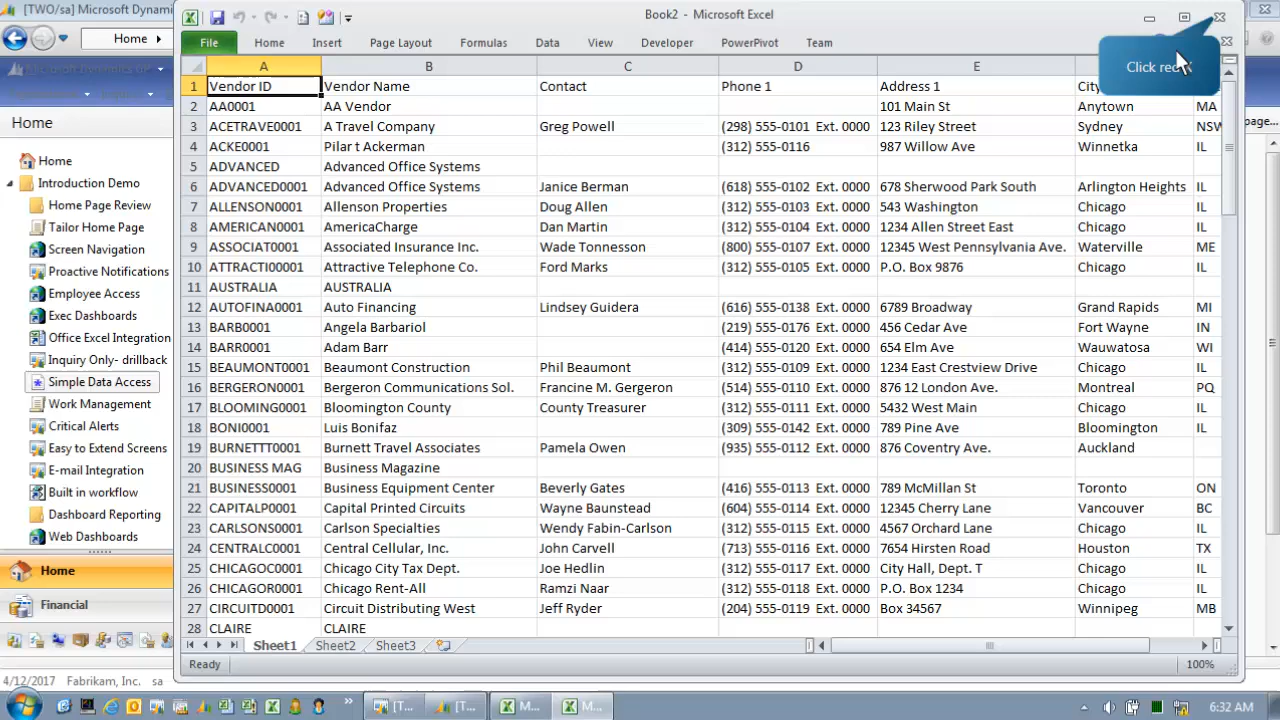 [TWO/sa] Microsoft Dynami
Book2 - Microsoft Excel
Home
File Home Insert Page Layout Formulas Data View Developer PowerPivot Team
Click red X
Home
A B C D E
1 Vendor ID Vendor Name Contact Phone 1 Address 1 City
2 AA0001 AA Vendor 101 Main St Anytown MA
3 ACETRAVE0001 A Travel Company Greg Powell (298) 555-0101 Ext. 0000 123 Riley Street Sydney NSW
4 ACKE0001 Pilar t Ackerman (312) 555-0116 987 Willow Ave Winnetka IL
5 ADVANCED Advanced Office Systems
6 ADVANCED0001 Advanced Office Systems Janice Berman (618) 555-0102 Ext. 0000 678 Sherwood Park South Arlington Heights IL
7 ALLENSON0001 Allenson Properties Doug Allen (312) 555-0103 Ext. 0000 543 Washington Chicago IL
8 AMERICAN0001 AmericaCharge Dan Martin (312) 555-0104 Ext. 0000 1234 Allen Street East Chicago IL
9 ASSOCIAT0001 Associated Insurance Inc. Wade Tonnesson (800) 555-0107 Ext. 0000 12345 West Pennsylvania Ave. Waterville ME
10 ATTRACTI00001 Attractive Telephone Co. Ford Marks (312) 555-0105 Ext. 0000 P.O. Box 9876 Chicago IL
11 AUSTRALIA AUSTRALIA
12 AUTOFINA0001 Auto Financing Lindsey Guidera (616) 555-0138 Ext. 0000 6789 Broadway Grand Rapids MI
13 BARB0001 Angela Barbariol (219) 555-0176 Ext. 0000 456 Cedar Ave Fort Wayne IN
14 BARR0001 Adam Barr (414) 555-0120 Ext. 0000 654 Elm Ave Wauwatosa WI
15 BEAUMONT0001 Beaumont Construction Phil Beaumont (312) 555-0109 Ext. 0000 1234 East Crestview Drive Chicago IL
16 BERGERON0001 Bergeron Communications Sol. Francine M. Gergeron (514) 555-0110 Ext. 0000 876 12 London Ave. Montreal PQ
17 BLOOMING0001 Bloomington County County Treasurer (312) 555-0111 Ext. 0000 5432 West Main Chicago IL
18 BONI0001 Luis Bonifaz (309) 555-0142 Ext. 0000 789 Pine Ave Bloomington IL
19 BURNETTT0001 Burnett Travel Associates Pamela Owen (935) 555-0112 Ext. 0000 876 Coventry Ave. Auckland
20 BUSINESS MAG Business Magazine
21 BUSINESS0001 Business Equipment Center Beverly Gates (416) 555-0113 Ext. 0000 789 McMillan St Toronto ON
22 CAPITALP0001 Capital Printed Circuits Wayne Baunstead (604) 555-0114 Ext. 0000 12345 Cherry Lane Vancouver BC
23 CARLSONS0001 Carlson Specialties Wendy Fabin-Carlson (312) 555-0115 Ext. 0000 4567 Orchard Lane Chicago IL
24 CENTRALC0001 Central Cellular, Inc. John Carvell (713) 555-0116 Ext. 0000 7654 Hirsten Road Houston TX
25 CHICAGOC0001 Chicago City Tax Dept. Joe Hedlin (312) 555-0117 Ext. 0000 City Hall, Dept. T Chicago IL
26 CHICAGOR0001 Chicago Rent-All Ramzi Naar (312) 555-0118 Ext. 0000 P.O. Box 1234 Chicago IL
27 CIRCUITD0001 Circuit Distributing West Jeff Ryder (204) 555-0119 Ext. 0000 Box 34567 Winnipeg MB
28 CLAIRE CLAIRE
page...
Home
Introduction Demo
Home Page Review
Tailor Home Page
Screen Navigation
Proactive Notifications
Employee Access
Exec Dashboards
Office Excel Integration
Inquiry Only- drillback
Simple Data Access
Work Management
Critical Alerts
Easy to Extend Screens
E-mail Integration
Built in workflow
Dashboard Reporting
Web Dashboards
Home
Financial
Sheet1 Sheet2 Sheet3
Ready 100%
4/12/2017 Fabrikam, Inc. sa
[T... [T... M... M... 6:32 AM